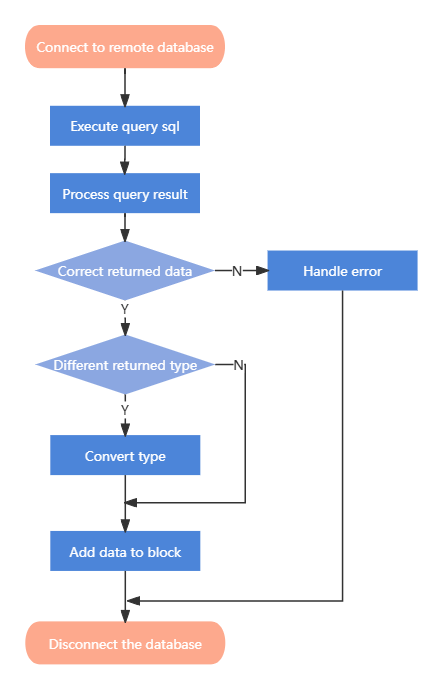 Connect to remote database
Execute query sql
Process query result
Correct returned data
N
Handle error
Y
Different returned type
N
Y
Convert type
Add data to block
Disconnect the database